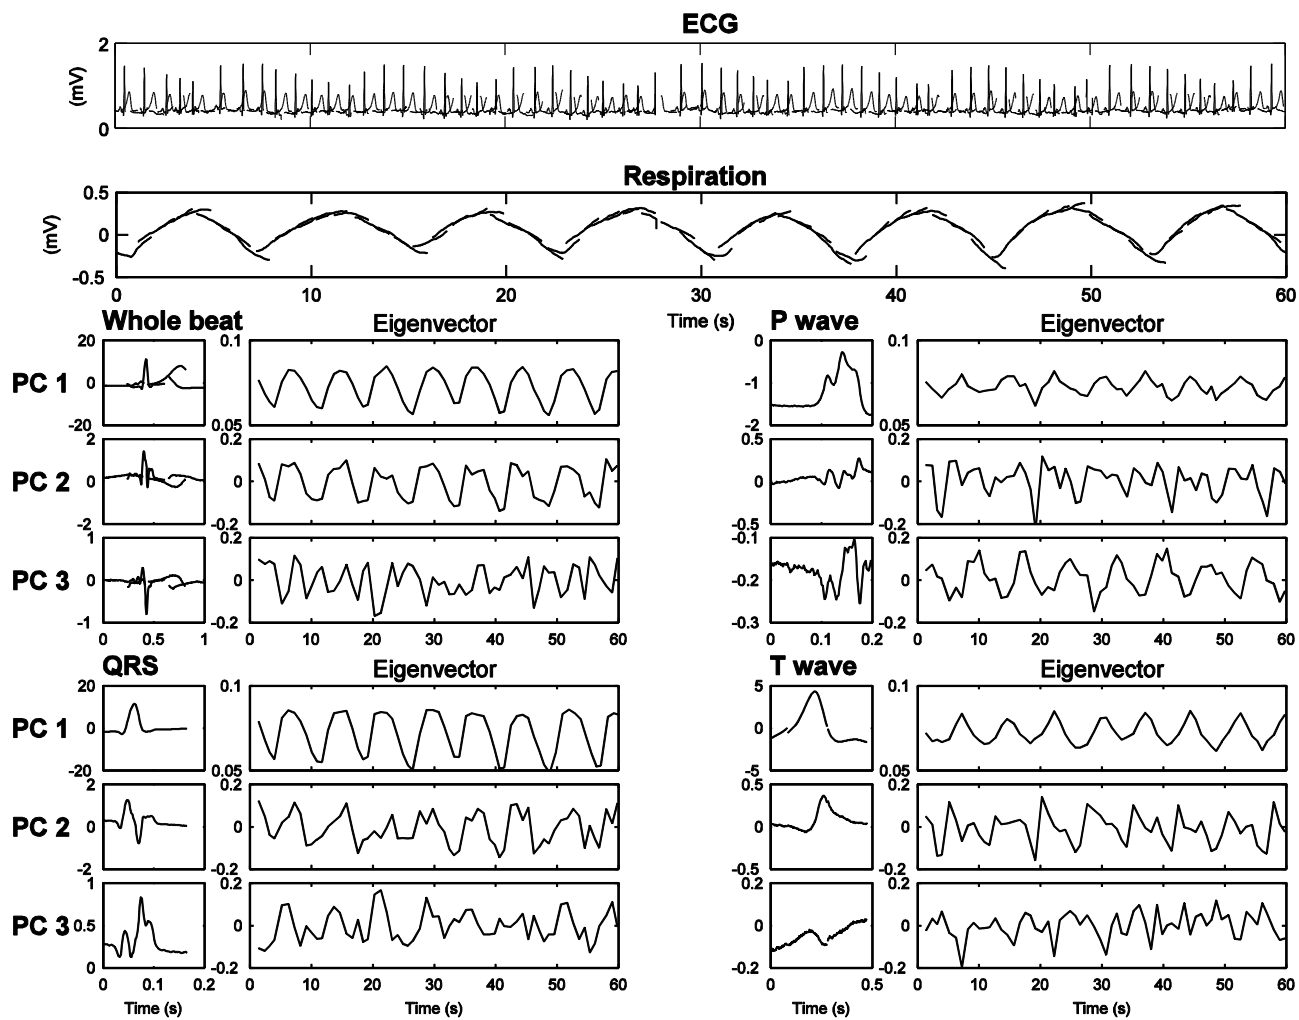 ECG
2
(mV)
0
Respiration
0.5
(mV)
0
-0.5
0 10 20 30 40 50 60
Time (s)
Whole beat Eigenvector P wave Eigenvector
PC 1 20 0 -20 0.1 0.05 0 -1 -2 0.1 0.05
PC 2 2 0 -2 0.2 0 -0.2 0.5 0 -0.5 0.2 0 -0.2
PC 3 1 0 -1 0.2 0 -0.2 -0.1 -0.2 -0.3 0.2 0 -0.2
0 0.5 1 0 10 20 30 40 50 60 0 0.1 0.2 0 10 20 30 40 50 60
QRS Eigenvector T wave Eigenvector
PC 1 20 0 -20 0.1 0.05 5 0 -5 0.1 0.05
PC 2 2 0 -2 0.2 0 -0.2 0.5 0 -0.5 0.2 0 -0.2
PC 3 1 0.5 0 0.2 0 -0.2 0.2 0 -0.2 0.2 0 -0.2
0 0.1 0.2 0 10 20 30 40 50 60 0 0.5 0 10 20 30 40 50 60
Time (s) Time (s) Time (s) Time (s)